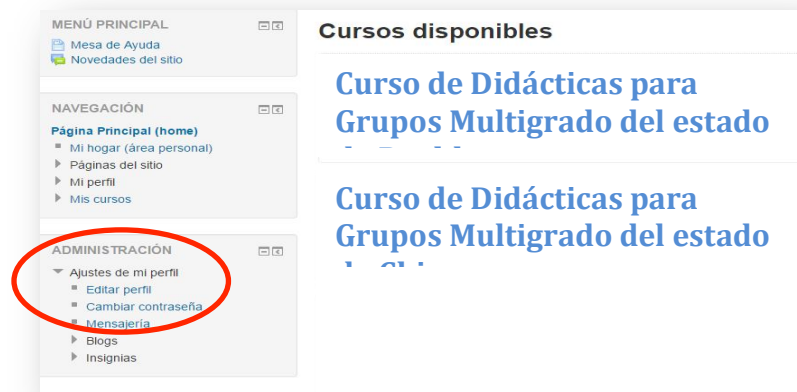 MENÚ PRINCIPAL
Mesa de Ayuda
Novedades del sitio
NAVEGACIÓN
Página Principal (home)
Mi hogar (área personal)
Páginas del sitio
Mi perfil
Mis cursos
ADMINISTRACIÓN
Ajustes de mi perfil
Editar perfil
Cambiar contraseña
Mensajería
Blogs
Insignias
Cursos disponibles
Curso de Didácticas para
Grupos Multigrado del estado
Curso de Didácticas para
Grupos Multigrado del estado